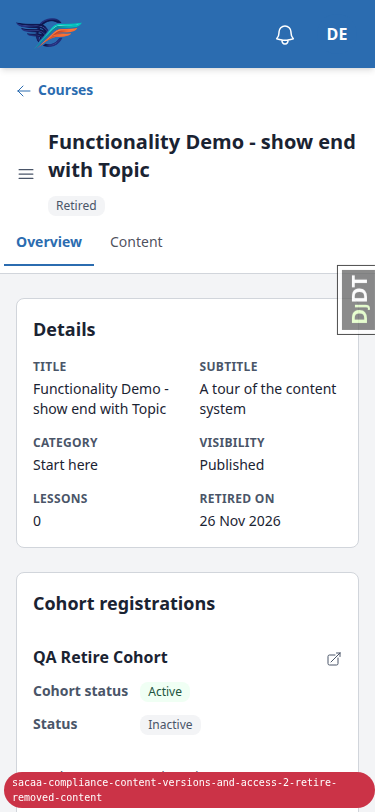 DE
Courses
Functionality Demo - show end
with Topic
Retired
Overview
Content
DjDT
Details
TITLE
SUBTITLE
Functionality Demo -
show end with Topic
A tour of the content
system
CATEGORY
VISIBILITY
Start here
Published
LESSONS
RETIRED ON
0
26 Nov 2026
Cohort registrations
QA Retire Cohort
Cohort status
Active
Status
Inactive
sacaa-compliance-content-versions-and-access-2-retire-
removed-content